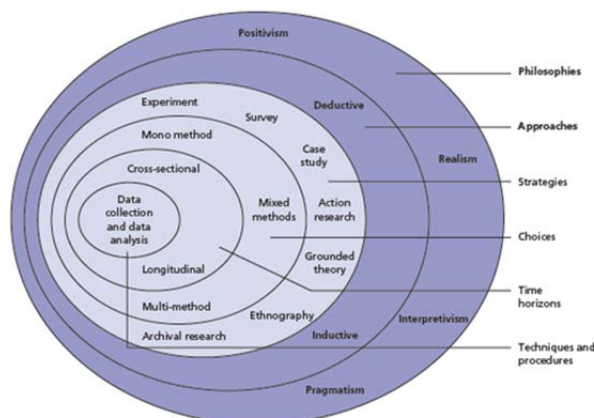 Positivism
Philosophies
Experiment
Survey
Deductive
Approaches
Mono method
Case
study
Realism
Cross-sectional
Strategies
Data
collection
and data
analysis
Mixed
methods
Action
research
Choices
Grounded
theory
Longitudinal
Time
horizons
Multi-method
Ethnography
Interpretivism
Archival research
Inductive
Techniques and
procedures
Pragmatism